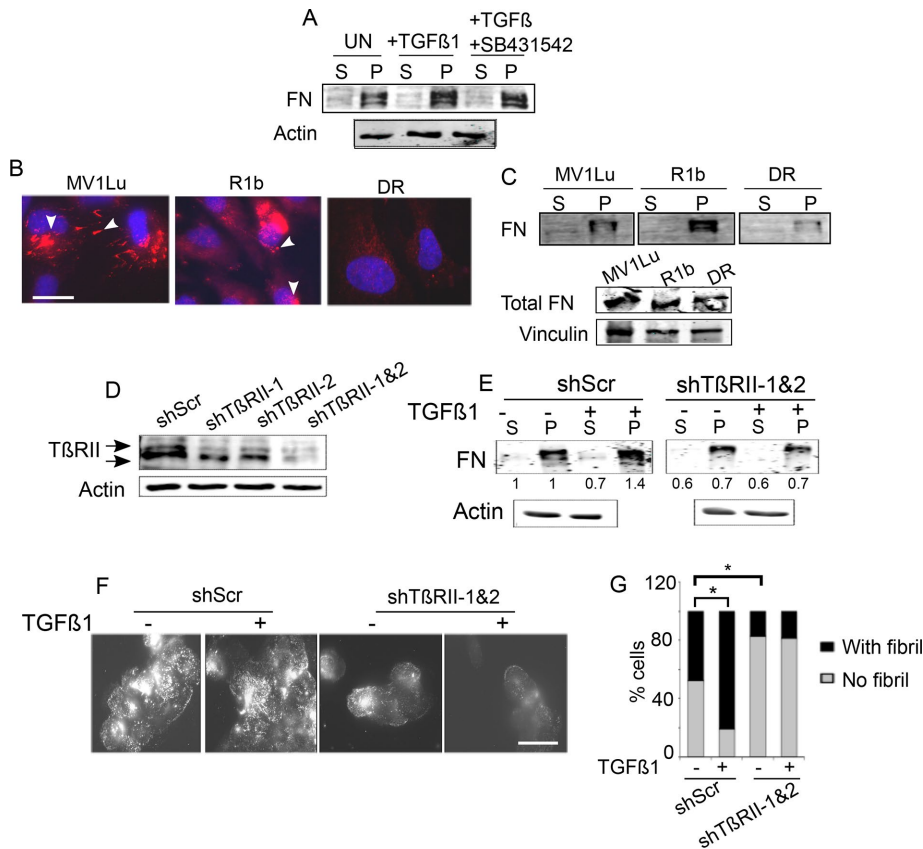 A
UN +TGFß1 +TGFß +SB431542
S P S P S P
FN
Actin
B
MV1Lu R1b DR
C
MV1Lu R1b DR
S P S P S P
FN
MV1Lu R1b DR
Total FN
Vinculin
D
shScr shTßRII-1 shTßRII-2 shTßRII-1&2
TßRII
Actin
E
shScr shTßRII-1&2
TGFß1 - - + + - - + +
S P S P S P S P
FN
1 1 0.7 1.4 0.6 0.7 0.6 0.7
Actin
F
shScr shTßRII-1&2
TGFß1 - + - +
G
120
80
40
0
% cells
* *
With fibril
No fibril
TGFß1 - + - +
shScr shTßRII-1&2